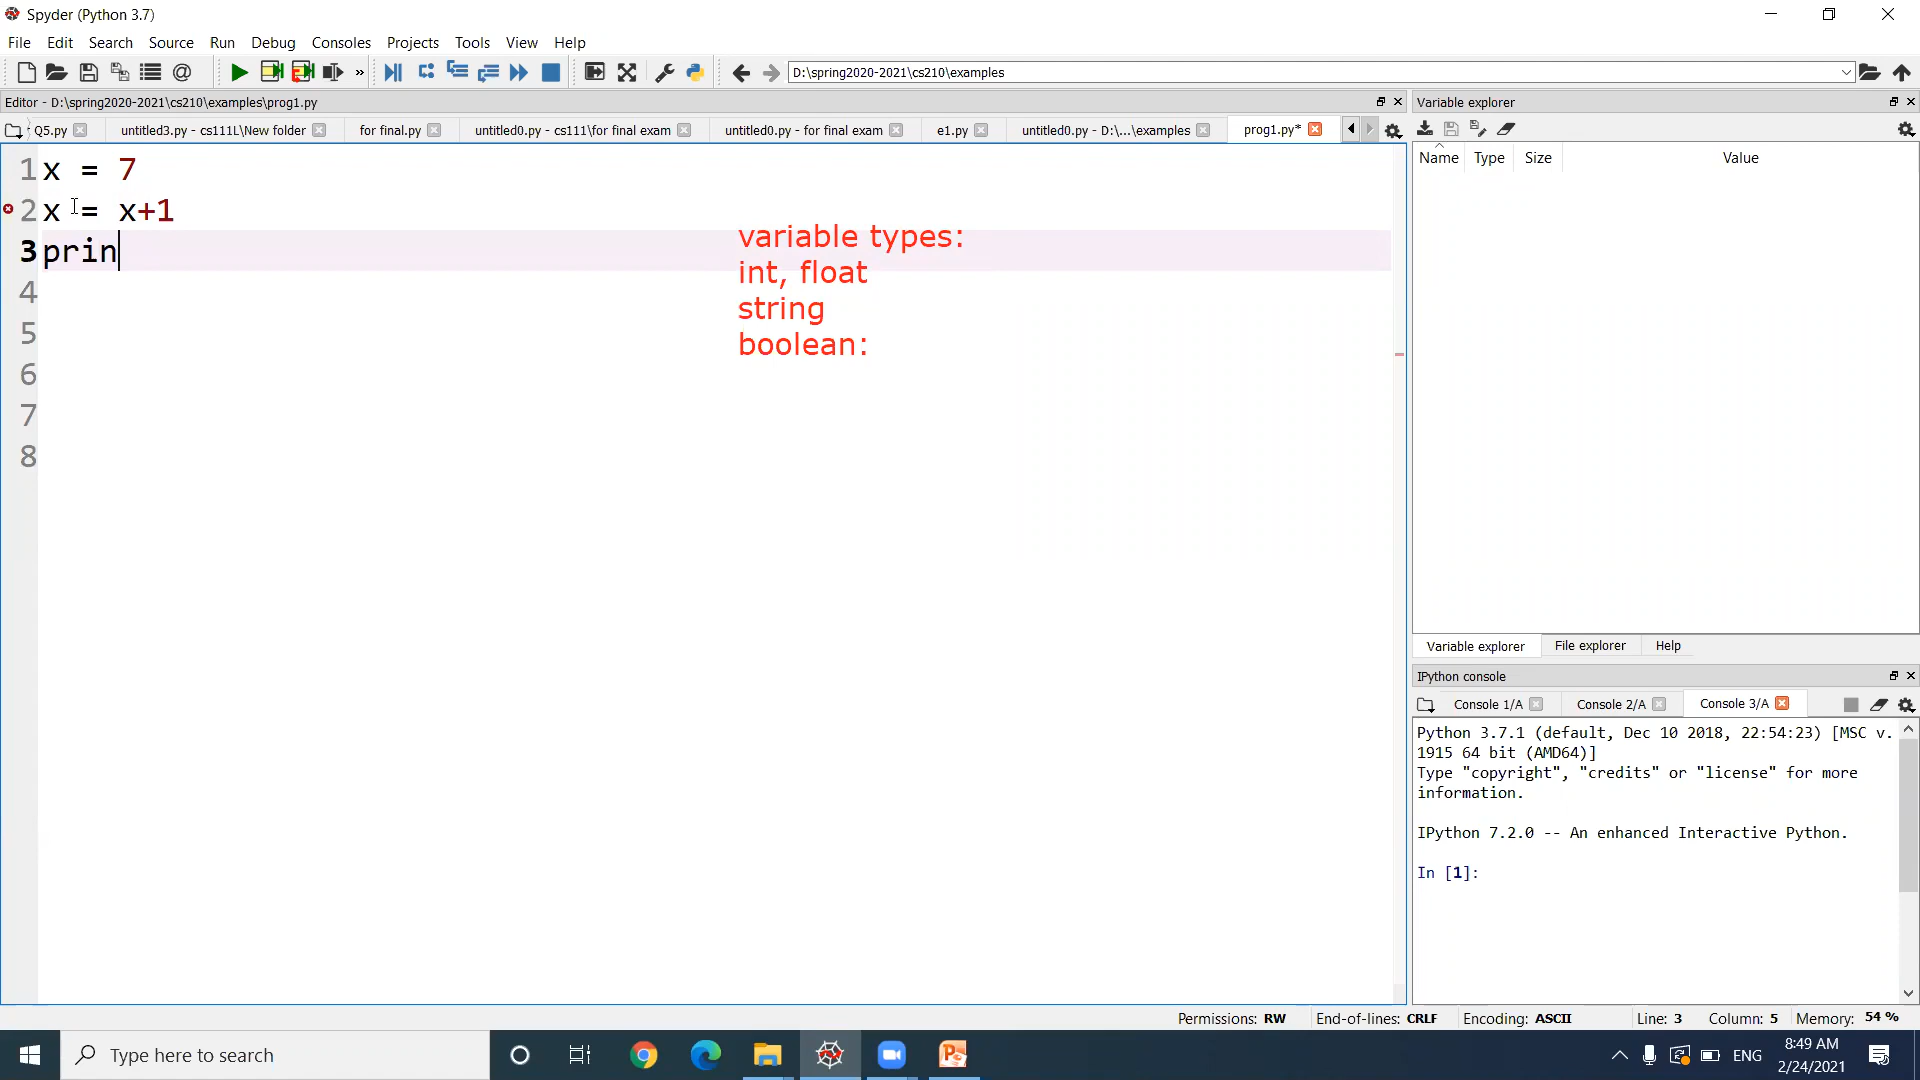 Spyder (Python 3.7)
File Edit Search Source Run Debug Consoles Projects Tools View Help
D:\spring2020-2021\cs210\examples
Editor - D:\spring2020-2021\cs210\examples\prog1.py
Q5.py untitled3.py - cs111L\New folder for final.py untitled0.py - cs111\for final exam untitled0.py - for final exam e1.py untitled0.py - D:\...\examples prog1.py*
1 x = 7
2 x = x+1
3 prin
4
5
6
7
8
variable types:
int, float
string
boolean:
Variable explorer
Name Type Size Value
Variable explorer File explorer Help
IPython console
Console 1/A Console 2/A Console 3/A
Python 3.7.1 (default, Dec 10 2018, 22:54:23) [MSC v.
1915 64 bit (AMD64)]
Type "copyright", "credits" or "license" for more
information.
IPython 7.2.0 -- An enhanced Interactive Python.
In [1]:
Permissions: RW End-of-lines: CRLF Encoding: ASCII Line: 3 Column: 5 Memory: 54 %
Type here to search
ENG
8:49 AM
2/24/2021